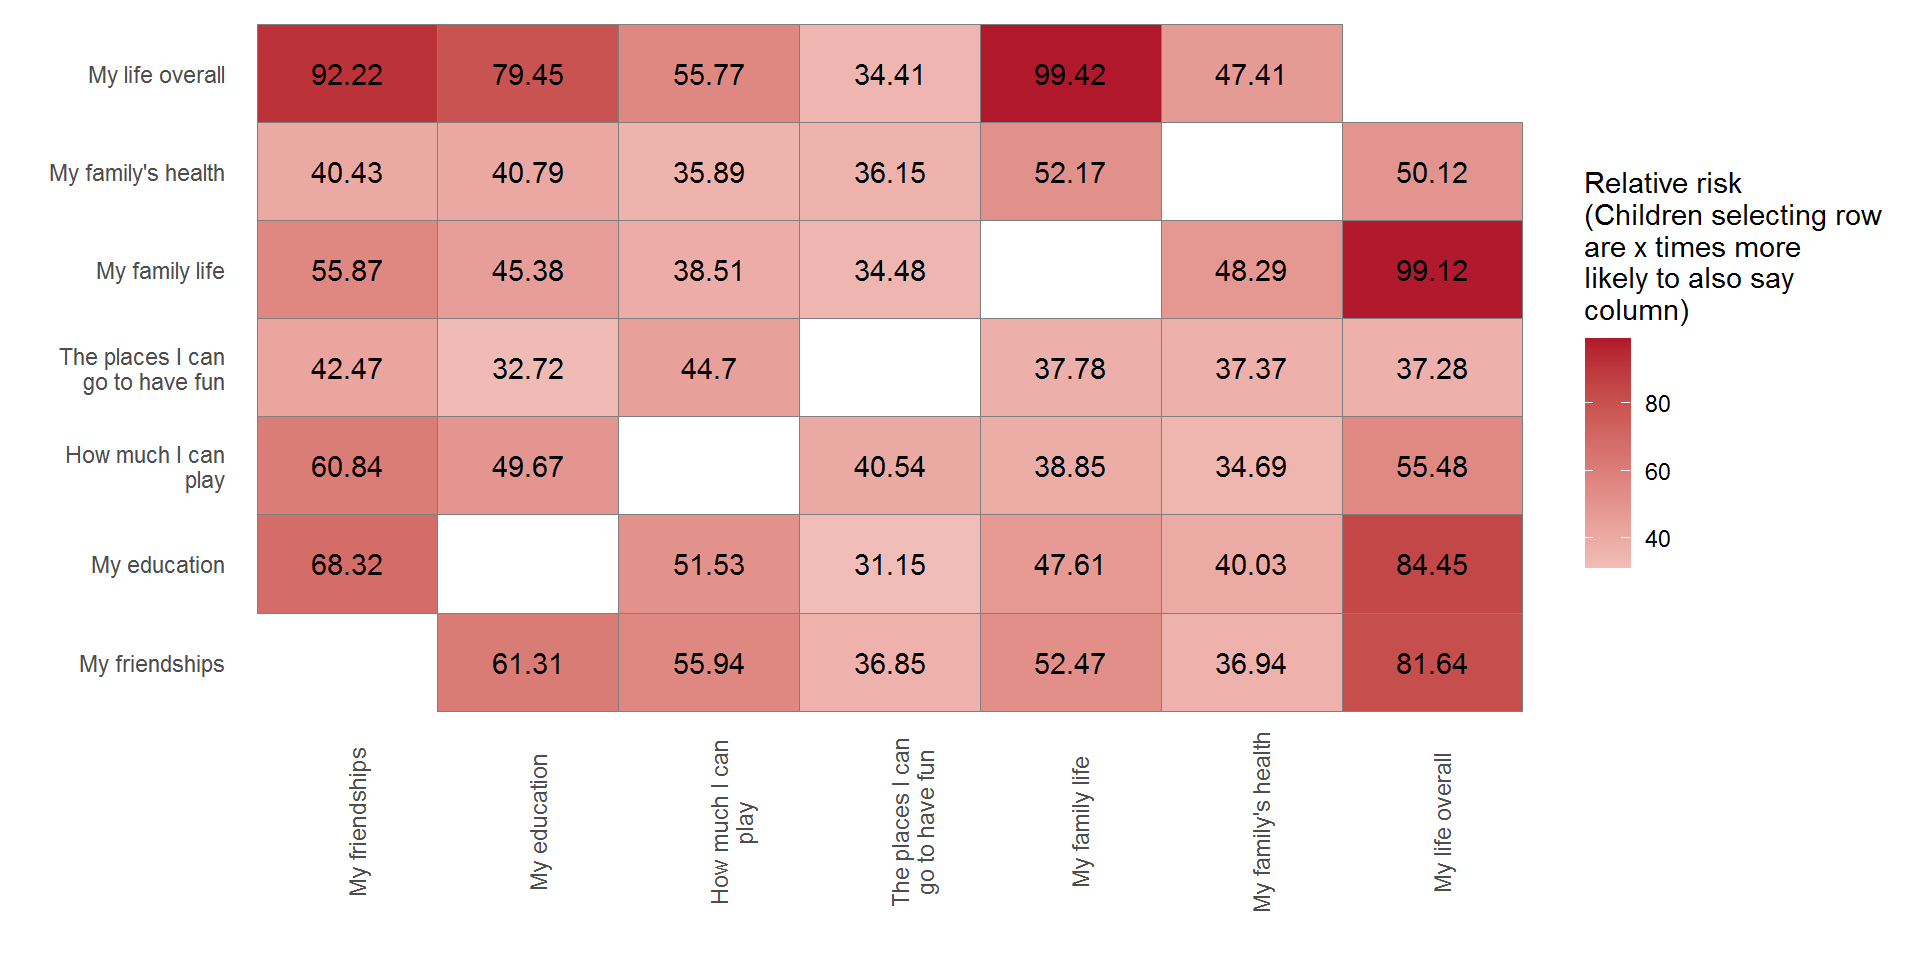 My life overall 92.22 79.45 55.77 34.41 99.42 47.41
My family's health 40.43 40.79 35.89 36.15 52.17 50.12
My family life 55.87 45.38 38.51 34.48 48.29 99.12
The places I can
go to have fun 42.47 32.72 44.7 37.78 37.37 37.28
How much I can
play 60.84 49.67 40.54 38.85 34.69 55.48
My education 68.32 51.53 31.15 47.61 40.03 84.45
My friendships 61.31 55.94 36.85 52.47 36.94 81.64
My friendships
My education
How much I can
play
The places I can
go to have fun
My family life
My family's health
My life overall
Relative risk
(Children selecting row
are x times more
likely to also say
column)
80
60
40